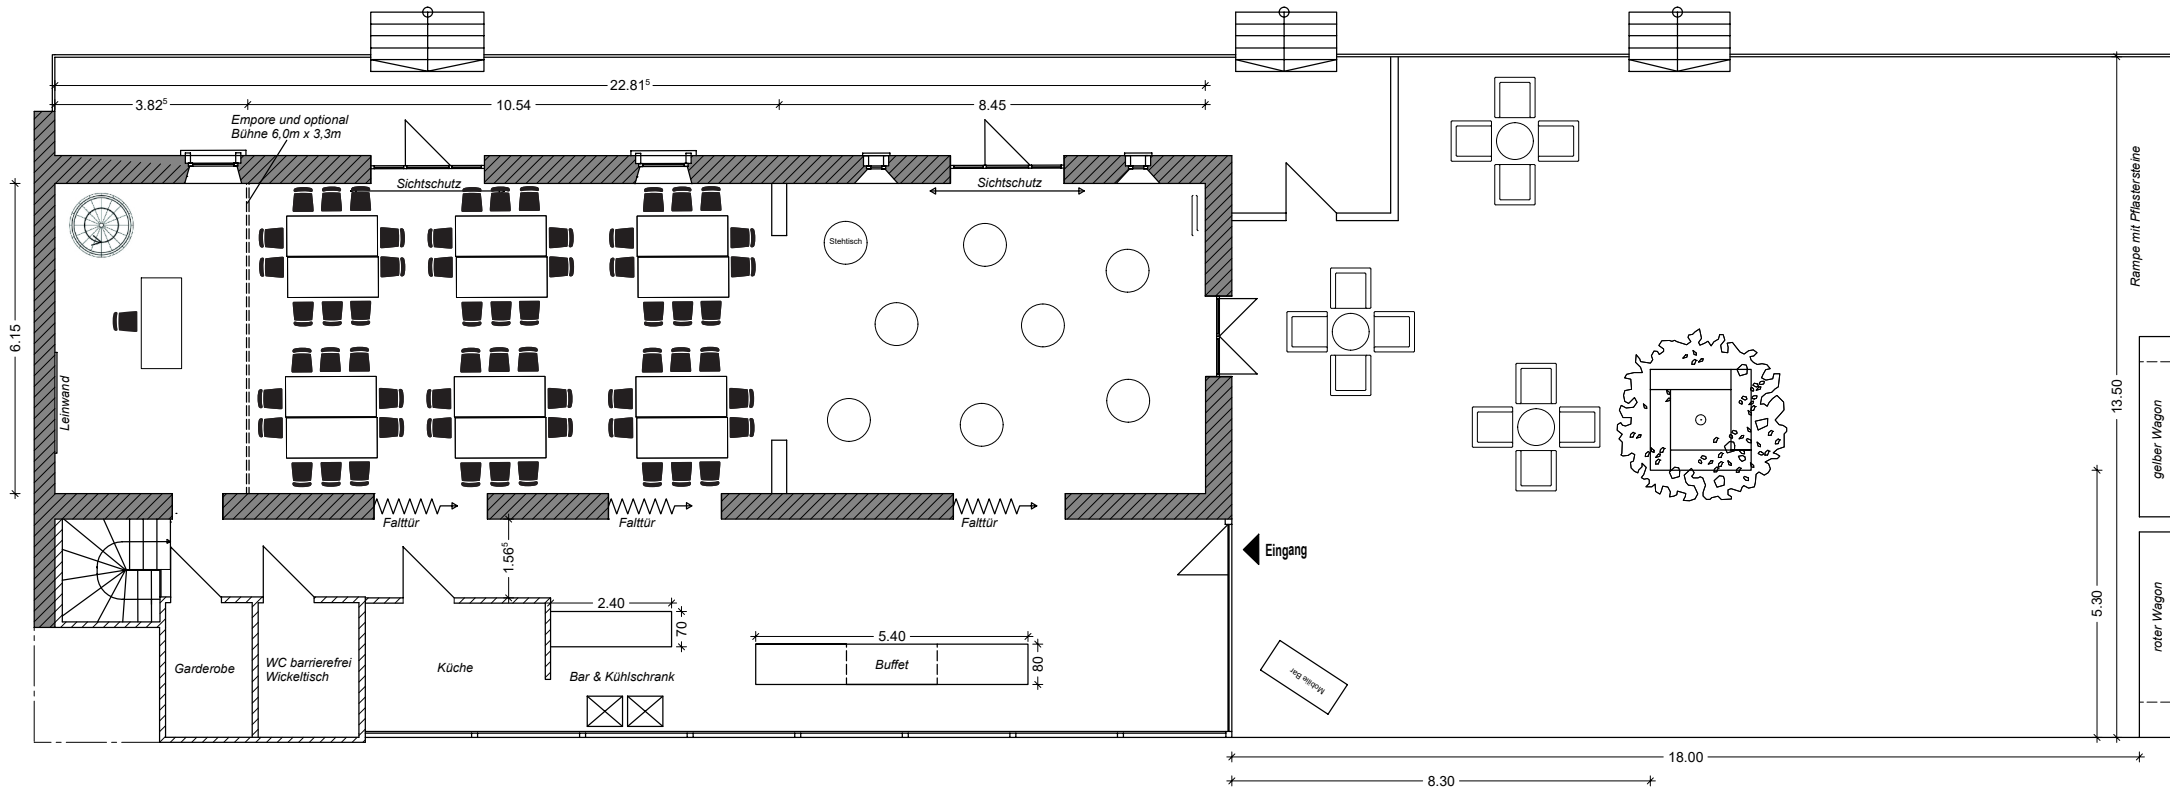 22.81⁵
3.82⁵
10.54
8.45
Empore und optional
Bühne 6,0m x 3,3m
Sichtschutz
Sichtschutz
Stehtisch
6.15
Leinwand
Rampe mit Pflastersteine
13.50
gelber Wagon
Falttür
Falttür
Falttür
1.56⁵
Eingang
2.40
70
5.30
roter Wagon
5.40
80
Garderobe
WC barrierefrei
Wickeltisch
Küche
Bar & Kühlschrank
Buffet
Mobilie Bar
18.00
8.30